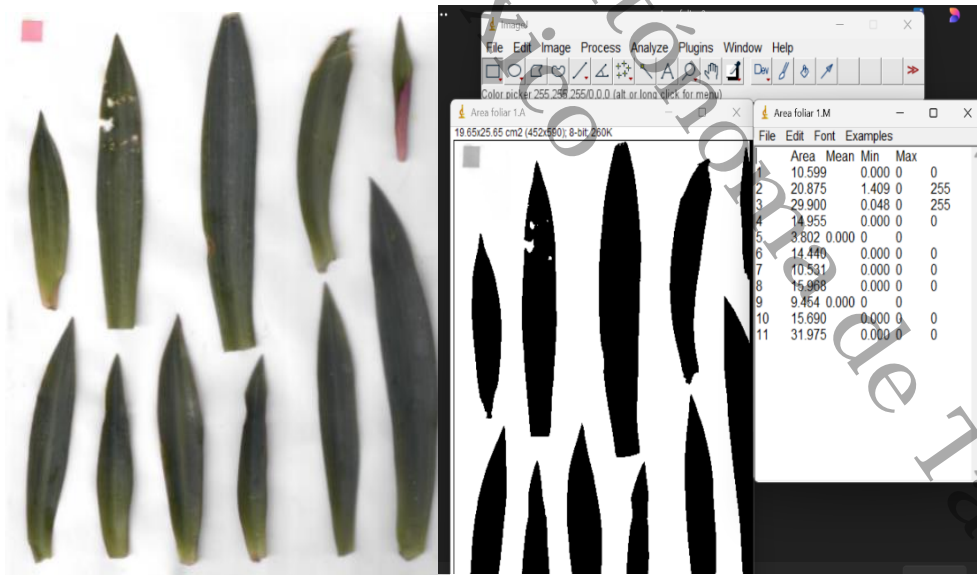 ImageJ
File Edit Image Process Analyze Plugins Window Help
Dev
Color picker 255,255,255/0,0,0 (alt or long click for menu)
Area foliar 1.A
19.65x25.65 cm2 (452x590); 8-bit; 260K
Area foliar 1.M
File Edit Font Examples
Area Mean Min Max
1 10.599 0.000 0 0
2 20.875 1.409 0 255
3 29.900 0.048 0 255
4 14.955 0.000 0 0
5 3.802 0.000 0 0
6 14.440 0.000 0 0
7 10.531 0.000 0 0
8 15.968 0.000 0 0
9 9.464 0.000 0 0
10 15.690 0.000 0 0
11 31.975 0.000 0 0
de